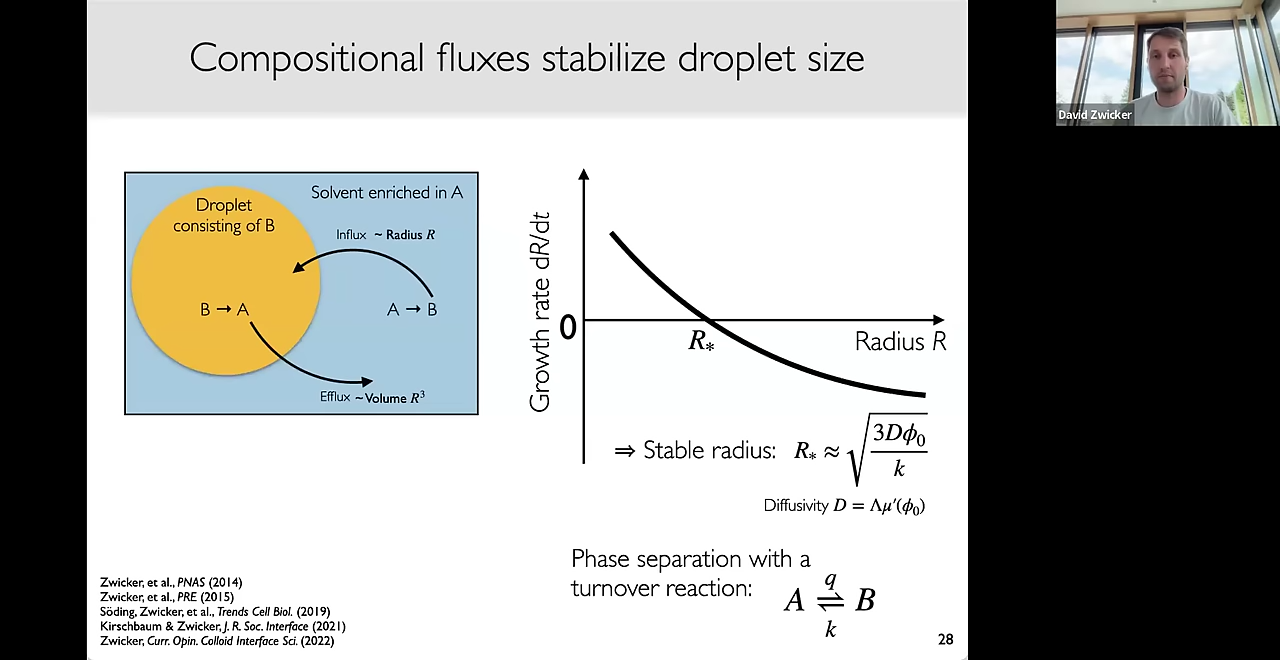 Compositional fluxes stabilize droplet size
David Zwicker
Droplet
consisting of B
Solvent enriched in A
Influx ~ Radius R
B → A
A → B
Efflux ~ Volume R³
Growth rate dR/dt
0
R*
Radius R
⇒ Stable radius: R* ≈ √(3Dϕ₀/k)
Diffusivity D = Λμ′(ϕ₀)
Phase separation with a
turnover reaction:
q
A ⇌ B
k
Zwicker, et al., PNAS (2014)
Zwicker, et al., PRE (2015)
Söding, Zwicker, et al., Trends Cell Biol. (2019)
Kirschbaum & Zwicker, J. R. Soc. Interface (2021)
Zwicker, Curr. Opin. Colloid Interface Sci. (2022)
28